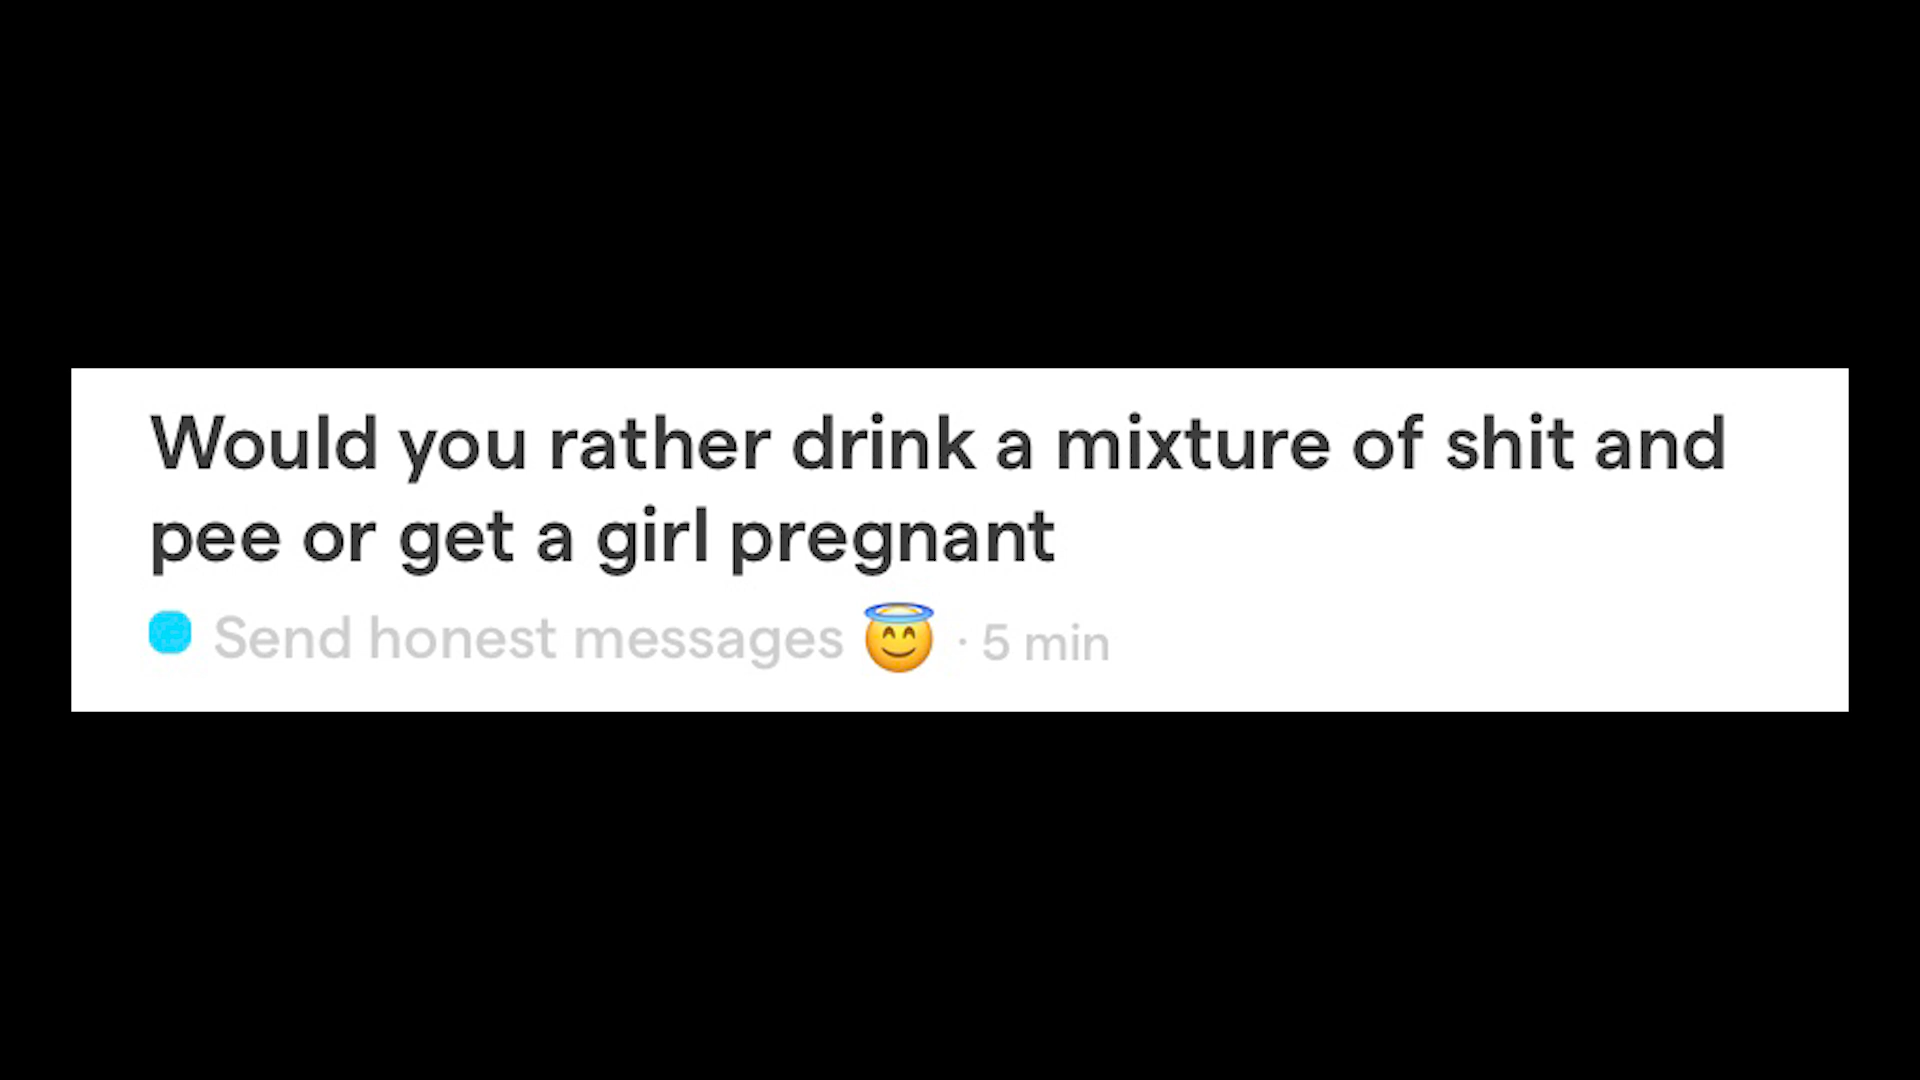 Would you rather drink a mixture of shit and
pee or get a girl pregnant
Send honest messages 😇 · 5 min